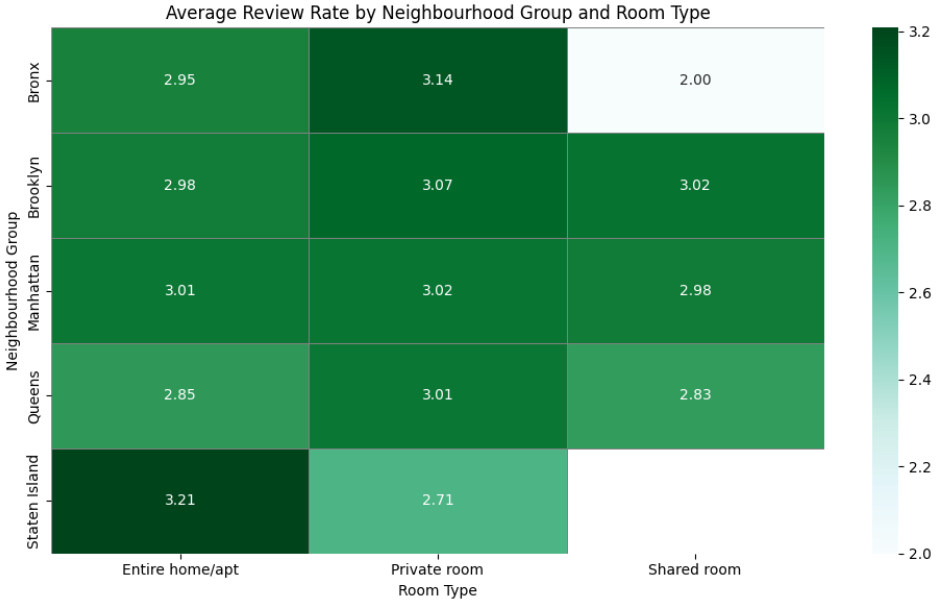 Average Review Rate by Neighbourhood Group and Room Type
Neighbourhood Group
Bronx
2.95 3.14 2.00
Brooklyn
2.98 3.07 3.02
Manhattan
3.01 3.02 2.98
Queens
2.85 3.01 2.83
Staten Island
3.21 2.71
Entire home/apt Private room Shared room
Room Type
3.2
3.0
2.8
2.6
2.4
2.2
2.0